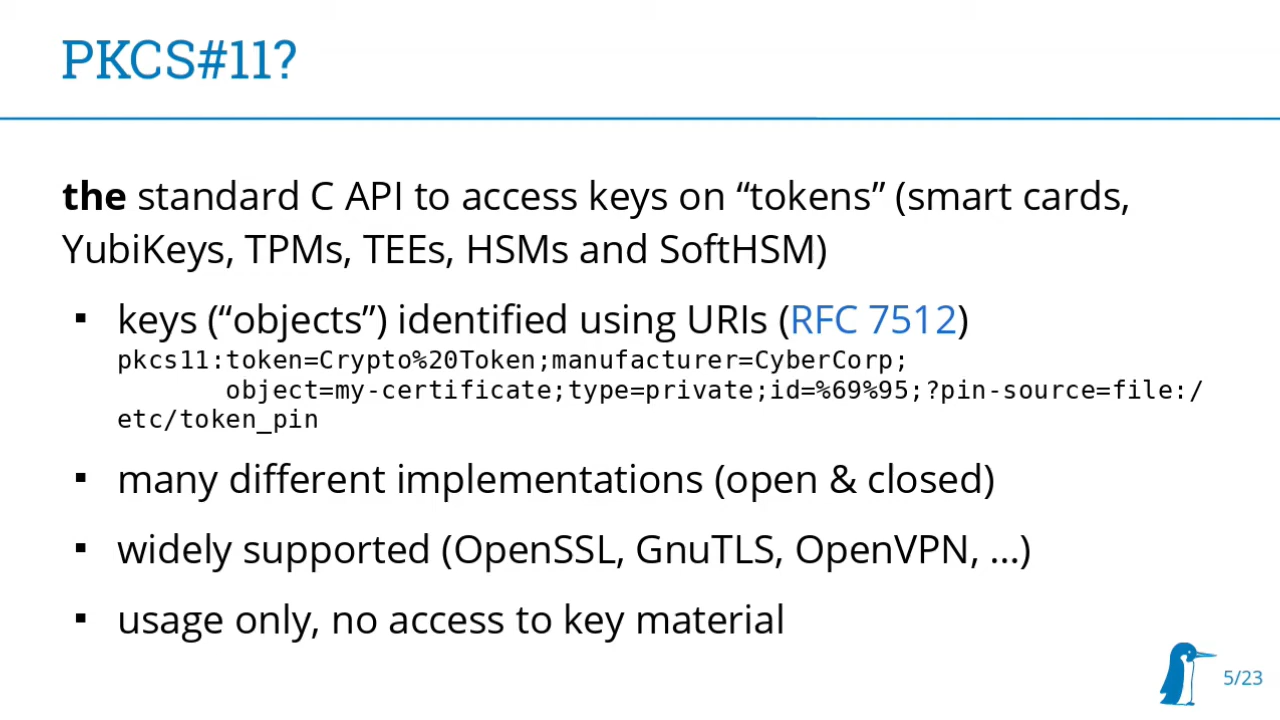 PKCS#11?
the standard C API to access keys on “tokens” (smart cards,
YubiKeys, TPMs, TEEs, HSMs and SoftHSM)
▪ keys (“objects”) identified using URIs (RFC 7512)
pkcs11:token=Crypto%20Token;manufacturer=CyberCorp;
object=my-certificate;type=private;id=%69%95;?pin-source=file:/
etc/token_pin
▪ many different implementations (open & closed)
▪ widely supported (OpenSSL, GnuTLS, OpenVPN, …)
▪ usage only, no access to key material
5/23